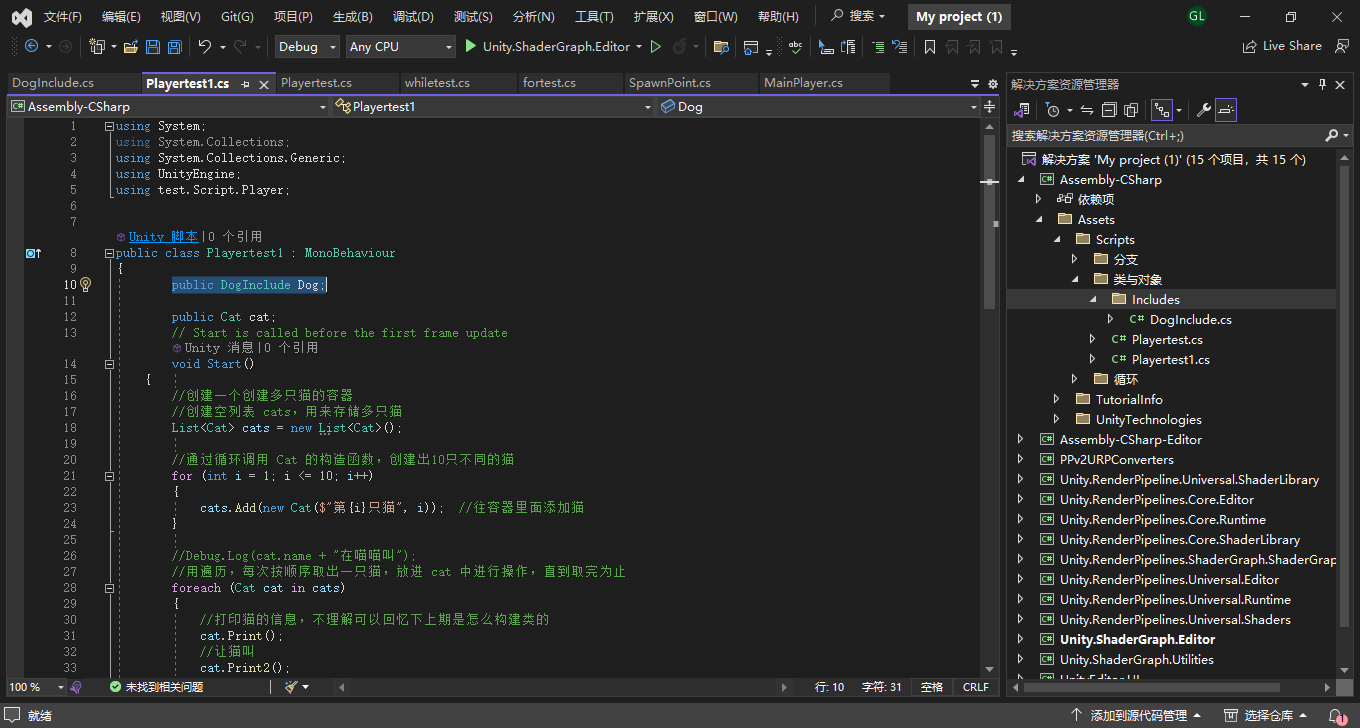 文件(F) 编辑(E) 视图(V) Git(G) 项目(P) 生成(B) 调试(D) 测试(S) 分析(N) 工具(T) 扩展(X) 窗口(W) 帮助(H) 搜索 My project (1) GL
Debug Any CPU Unity.ShaderGraph.Editor Live Share
DogInclude.cs Playertest1.cs Playertest.cs whiletest.cs fortest.cs SpawnPoint.cs MainPlayer.cs
Assembly-CSharp Playertest1 Dog
1 using System;
2 using System.Collections;
3 using System.Collections.Generic;
4 using UnityEngine;
5 using test.Script.Player;
6
7
Unity 脚本|0 个引用
8 public class Playertest1 : MonoBehaviour
9 {
10 public DogInclude Dog;
11
12 public Cat cat;
13 // Start is called before the first frame update
Unity 消息|0 个引用
14 void Start()
15 {
16 //创建一个创建多只猫的容器
17 //创建空列表 cats，用来存储多只猫
18 List<Cat> cats = new List<Cat>();
19
20 //通过循环调用 Cat 的构造函数，创建出10只不同的猫
21 for (int i = 1; i <= 10; i++)
22 {
23 cats.Add(new Cat($"第{i}只猫", i)); //往容器里面添加猫
24 }
25
26 //Debug.Log(cat.name + "在喵喵叫");
27 //用遍历，每次按顺序取出一只猫，放进 cat 中进行操作，直到取完为止
28 foreach (Cat cat in cats)
29 {
30 //打印猫的信息，不理解可以回忆下上期是怎么构建类的
31 cat.Print();
32 //让猫叫
33 cat.Print2();
100 % 未找到相关问题 行: 10 字符: 31 空格 CRLF
解决方案资源管理器
搜索解决方案资源管理器(Ctrl+;)
解决方案 'My project (1)' (15 个项目，共 15 个)
Assembly-CSharp
依赖项
Assets
Scripts
分支
类与对象
Includes
DogInclude.cs
Playertest.cs
Playertest1.cs
循环
TutorialInfo
UnityTechnologies
Assembly-CSharp-Editor
PPv2URPConverters
Unity.RenderPipeline.Universal.ShaderLibrary
Unity.RenderPipelines.Core.Editor
Unity.RenderPipelines.Core.Runtime
Unity.RenderPipelines.Core.ShaderLibrary
Unity.RenderPipelines.ShaderGraph.ShaderGrap
Unity.RenderPipelines.Universal.Editor
Unity.RenderPipelines.Universal.Runtime
Unity.RenderPipelines.Universal.Shaders
Unity.ShaderGraph.Editor
Unity.ShaderGraph.Utilities
就绪 添加到源代码管理 选择仓库 1